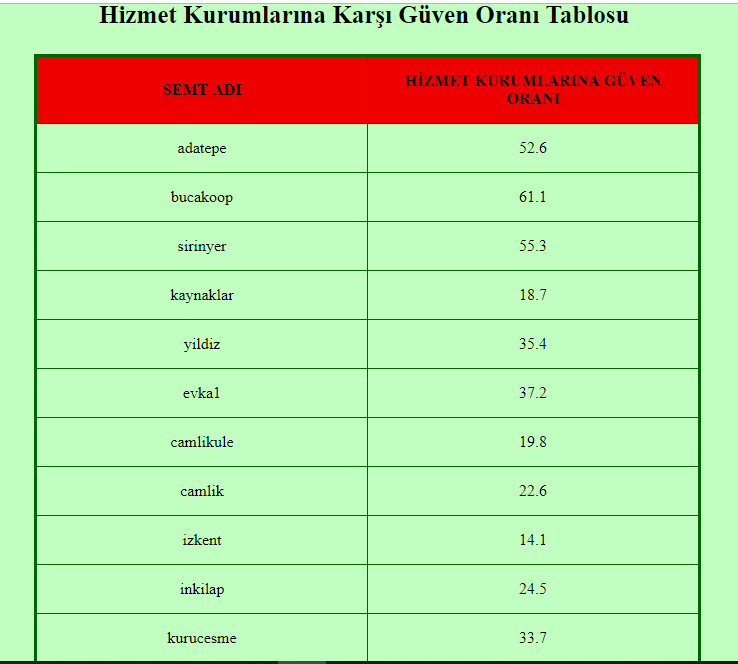 Hizmet Kurumlarına Karşı Güven Oranı Tablosu
SEMT ADI
HİZMET KURUMLARINA GÜVEN
ORANI
adatepe 52.6
bucakoop 61.1
sirinyer 55.3
kaynaklar 18.7
yildiz 35.4
evka1 37.2
camlikule 19.8
camlik 22.6
izkent 14.1
inkilap 24.5
kurucesme 33.7